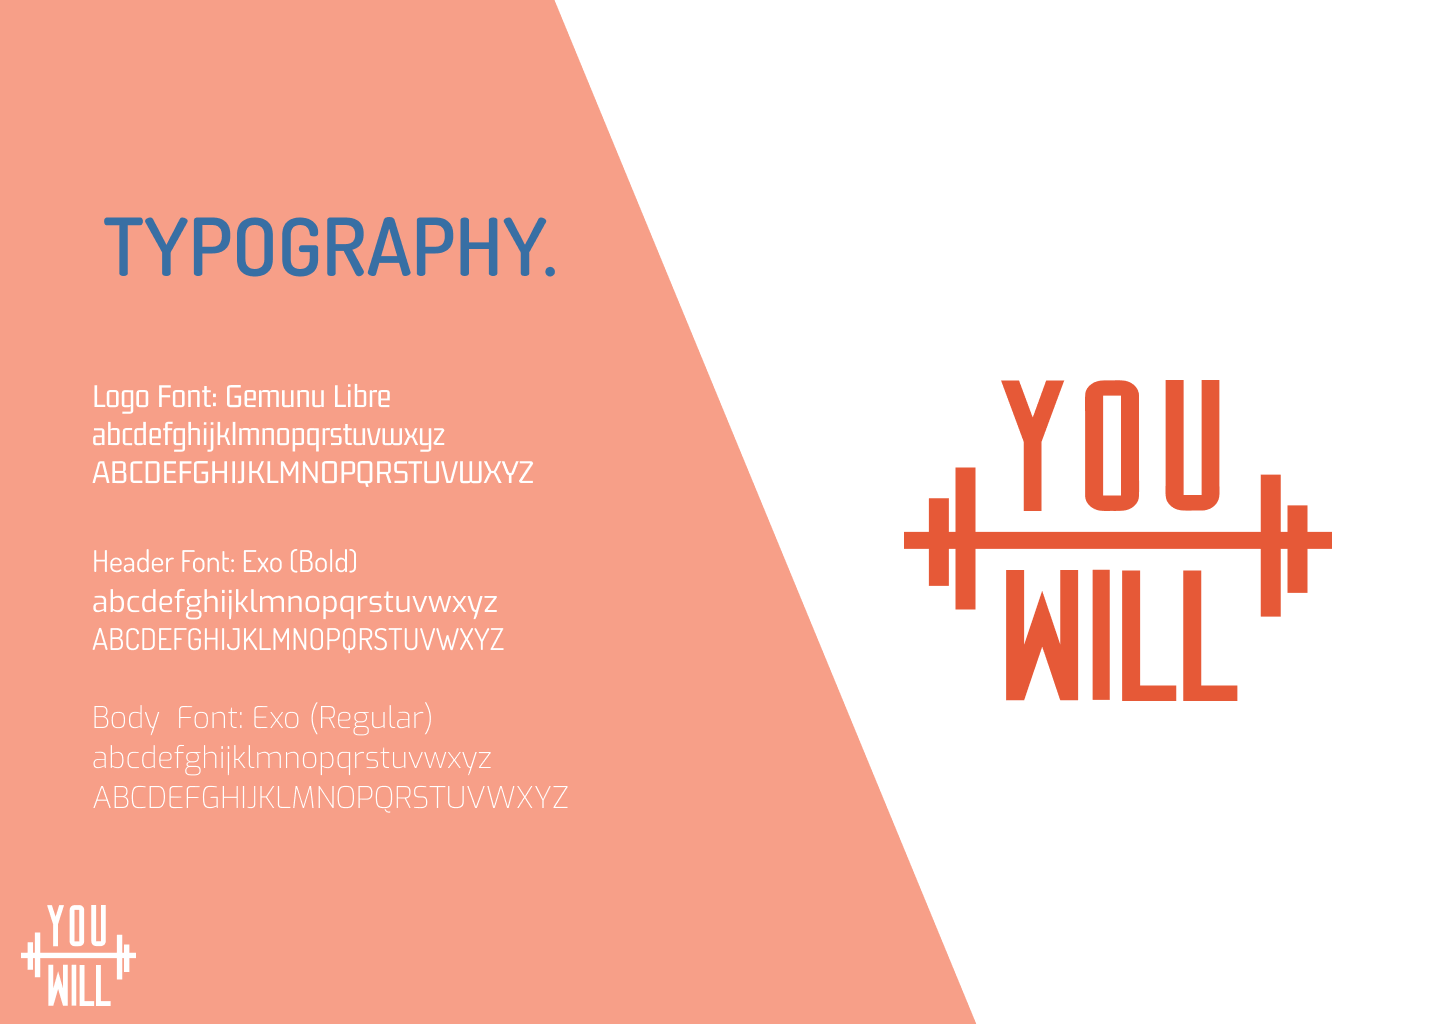 TYPOGRAPHY.
Logo Font: Gemunu Libre
abcdefghijklmnopqrstuvwxyz
ABCDEFGHIJKLMNOPQRSTUVWXYZ
Header Font: Exo (Bold)
abcdefghijklmnopqrstuvwxyz
ABCDEFGHIJKLMNOPQRSTUVWXYZ
Body Font: Exo (Regular)
abcdefghijklmnopqrstuvwxyz
ABCDEFGHIJKLMNOPQRSTUVWXYZ
YOU
WILL
YOU
WILL